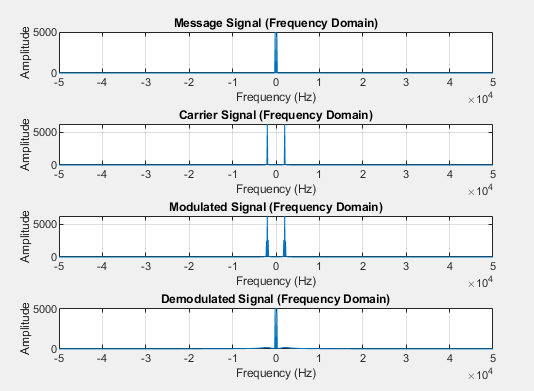 Message Signal (Frequency Domain)
Amplitude
5000
0
-5 -4 -3 -2 -1 0 1 2 3 4 5
Frequency (Hz)
×10^4
Carrier Signal (Frequency Domain)
Amplitude
5000
0
-5 -4 -3 -2 -1 0 1 2 3 4 5
Frequency (Hz)
×10^4
Modulated Signal (Frequency Domain)
Amplitude
5000
0
-5 -4 -3 -2 -1 0 1 2 3 4 5
Frequency (Hz)
×10^4
Demodulated Signal (Frequency Domain)
Amplitude
5000
0
-5 -4 -3 -2 -1 0 1 2 3 4 5
Frequency (Hz)
×10^4